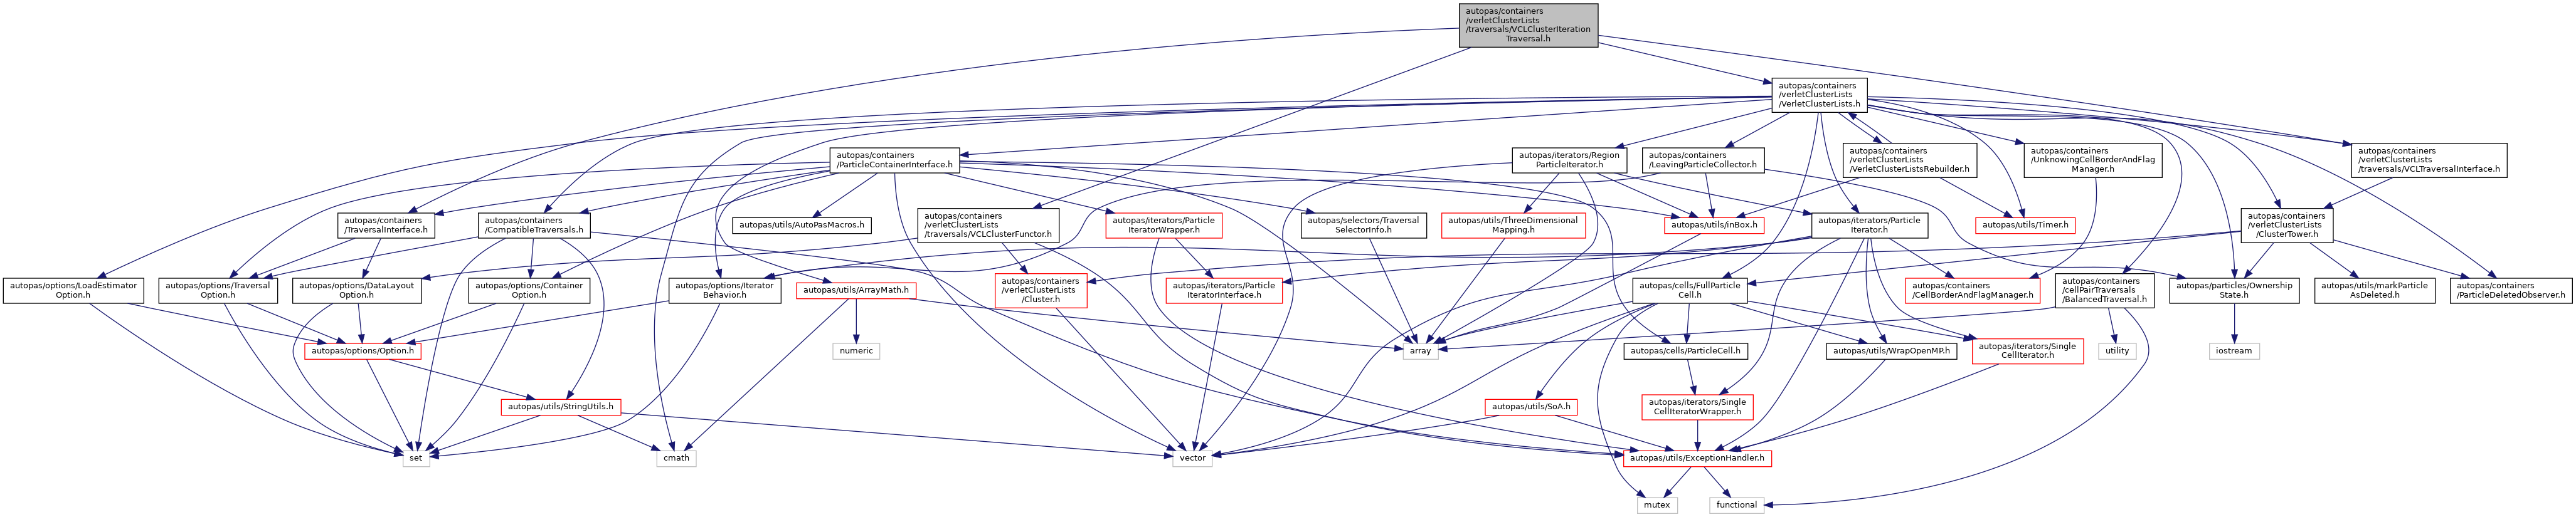 autopas/containers
/verletClusterLists
/traversals/VCLClusterIteration
Traversal.h
autopas/containers
/verletClusterLists
/VerletClusterLists.h
autopas/containers
/ParticleContainerInterface.h
autopas/iterators/Region
ParticleIterator.h
autopas/containers
/LeavingParticleCollector.h
autopas/containers
/verletClusterLists
/VerletClusterListsRebuilder.h
autopas/containers
/UnknowingCellBorderAndFlag
Manager.h
autopas/containers
/verletClusterLists
/traversals/VCLTraversalInterface.h
autopas/containers
/TraversalInterface.h
autopas/containers
/CompatibleTraversals.h
autopas/utils/AutoPasMacros.h
autopas/containers
/verletClusterLists
/traversals/VCLClusterFunctor.h
autopas/iterators/Particle
IteratorWrapper.h
autopas/selectors/Traversal
SelectorInfo.h
autopas/utils/ThreeDimensional
Mapping.h
autopas/utils/inBox.h
autopas/iterators/Particle
Iterator.h
autopas/utils/Timer.h
autopas/containers
/verletClusterLists
/ClusterTower.h
autopas/options/LoadEstimator
Option.h
autopas/options/Traversal
Option.h
autopas/options/DataLayout
Option.h
autopas/options/Container
Option.h
autopas/options/Iterator
Behavior.h
autopas/utils/ArrayMath.h
autopas/containers
/verletClusterLists
/Cluster.h
autopas/iterators/Particle
IteratorInterface.h
autopas/cells/FullParticle
Cell.h
autopas/containers
/CellBorderAndFlagManager.h
autopas/containers
/cellPairTraversals
/BalancedTraversal.h
autopas/particles/Ownership
State.h
autopas/utils/markParticle
AsDeleted.h
autopas/containers
/ParticleDeletedObserver.h
autopas/options/Option.h
numeric
array
autopas/cells/ParticleCell.h
autopas/utils/WrapOpenMP.h
autopas/iterators/Single
CellIterator.h
utility
iostream
autopas/utils/StringUtils.h
autopas/utils/SoA.h
autopas/iterators/Single
CellIteratorWrapper.h
set
cmath
vector
autopas/utils/ExceptionHandler.h
mutex
functional